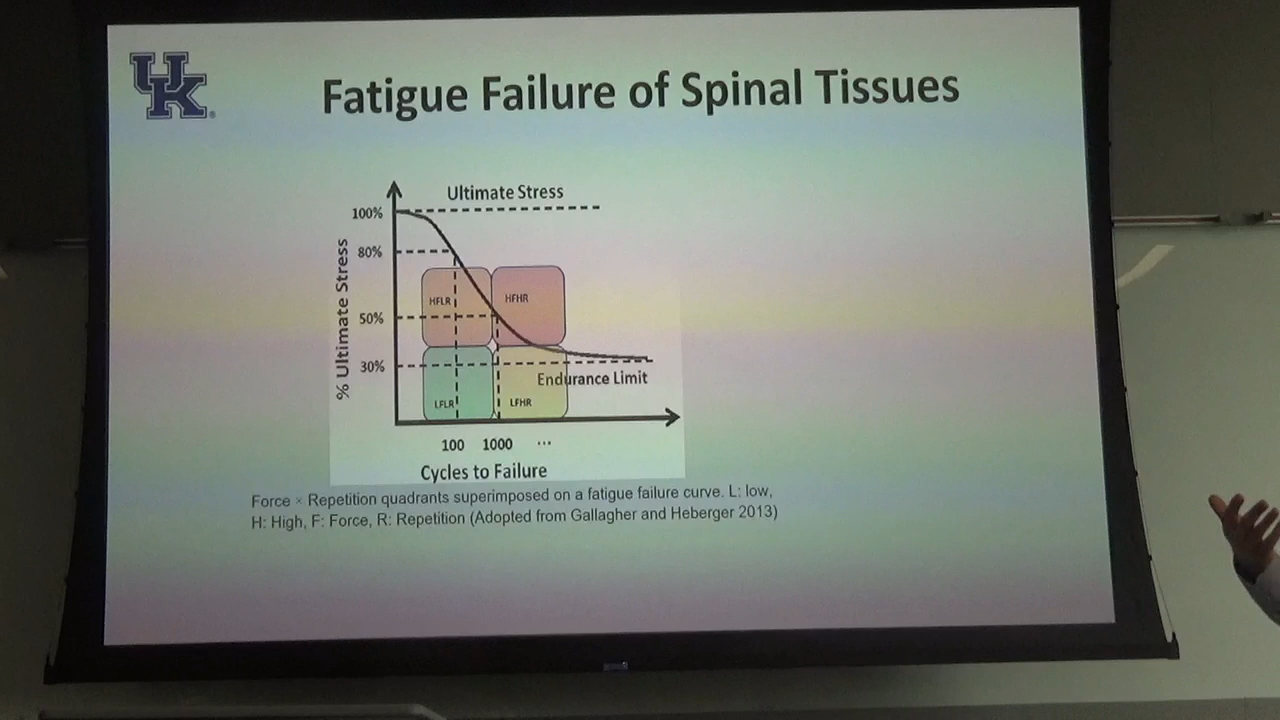 UK
Fatigue Failure of Spinal Tissues
Ultimate Stress
100%
80%
50%
30%
% Ultimate Stress
HFLR
HFHR
LFLR
LFHR
Endurance Limit
100 1000 ...
Cycles to Failure
Force × Repetition quadrants superimposed on a fatigue failure curve. L: low,
H: High, F: Force, R: Repetition (Adopted from Gallagher and Heberger 2013)